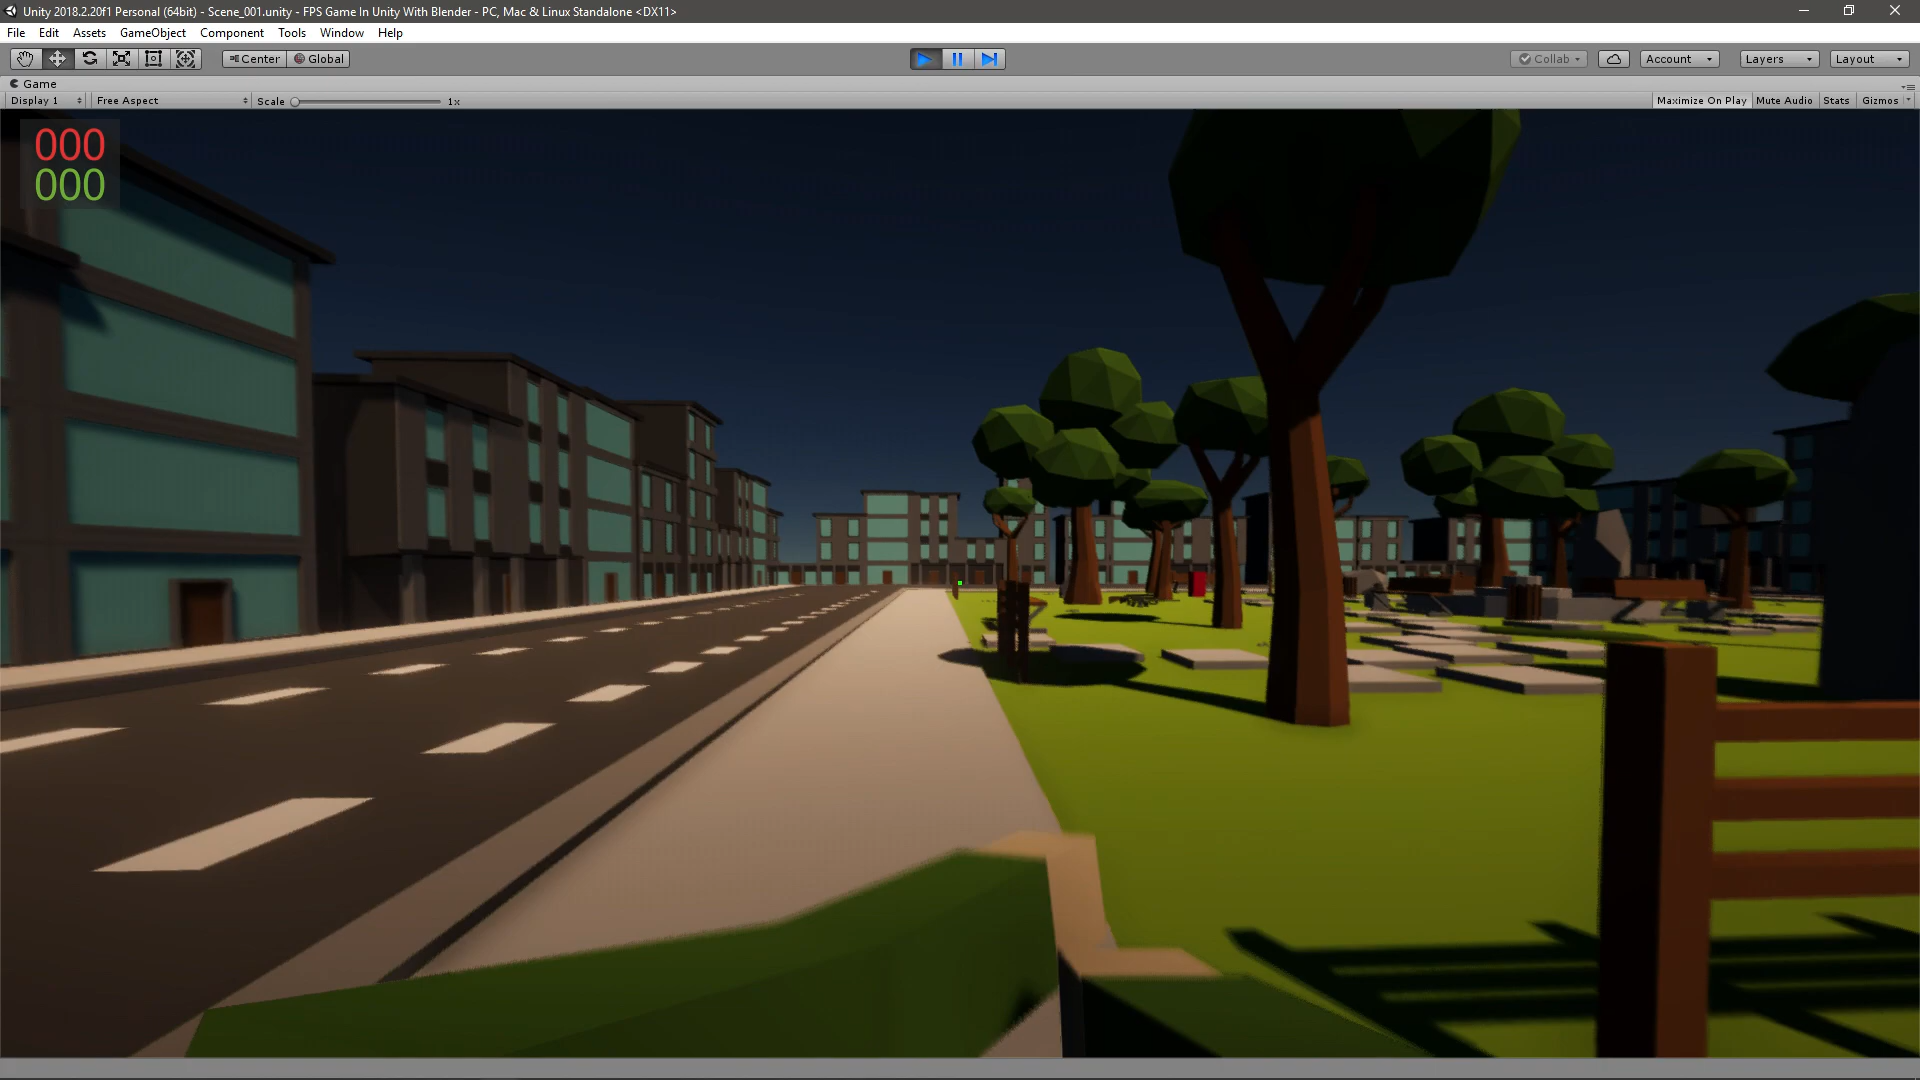 Unity 2018.2.20f1 Personal (64bit) - Scene_001.unity - FPS Game In Unity With Blender - PC, Mac & Linux Standalone <DX11>
File Edit Assets GameObject Component Tools Window Help
Center Global Collab Account Layers Layout
Game
Display 1 Free Aspect Scale 1x Maximize On Play Mute Audio Stats Gizmos
000
000